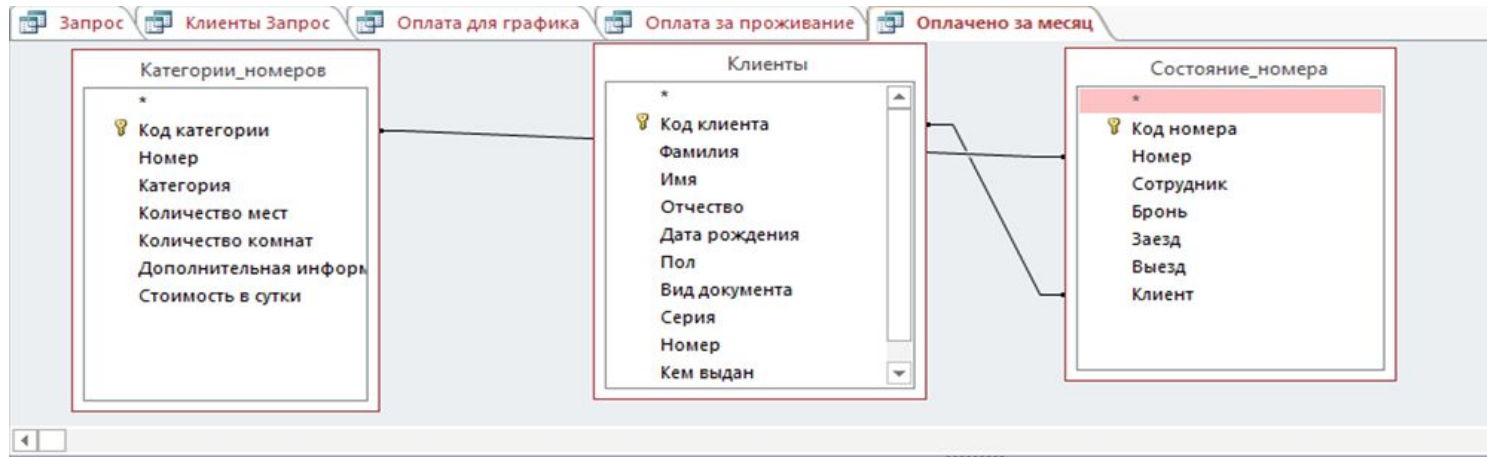 Запрос
Клиенты Запрос
Оплата для графика
Оплата за проживание
Оплачено за месяц
Категории_номеров
*
Код категории
Номер
Категория
Количество мест
Количество комнат
Дополнительная информ
Стоимость в сутки
Клиенты
*
Код клиента
Фамилия
Имя
Отчество
Дата рождения
Пол
Вид документа
Серия
Номер
Кем выдан
Состояние_номера
*
Код номера
Номер
Сотрудник
Бронь
Заезд
Выезд
Клиент